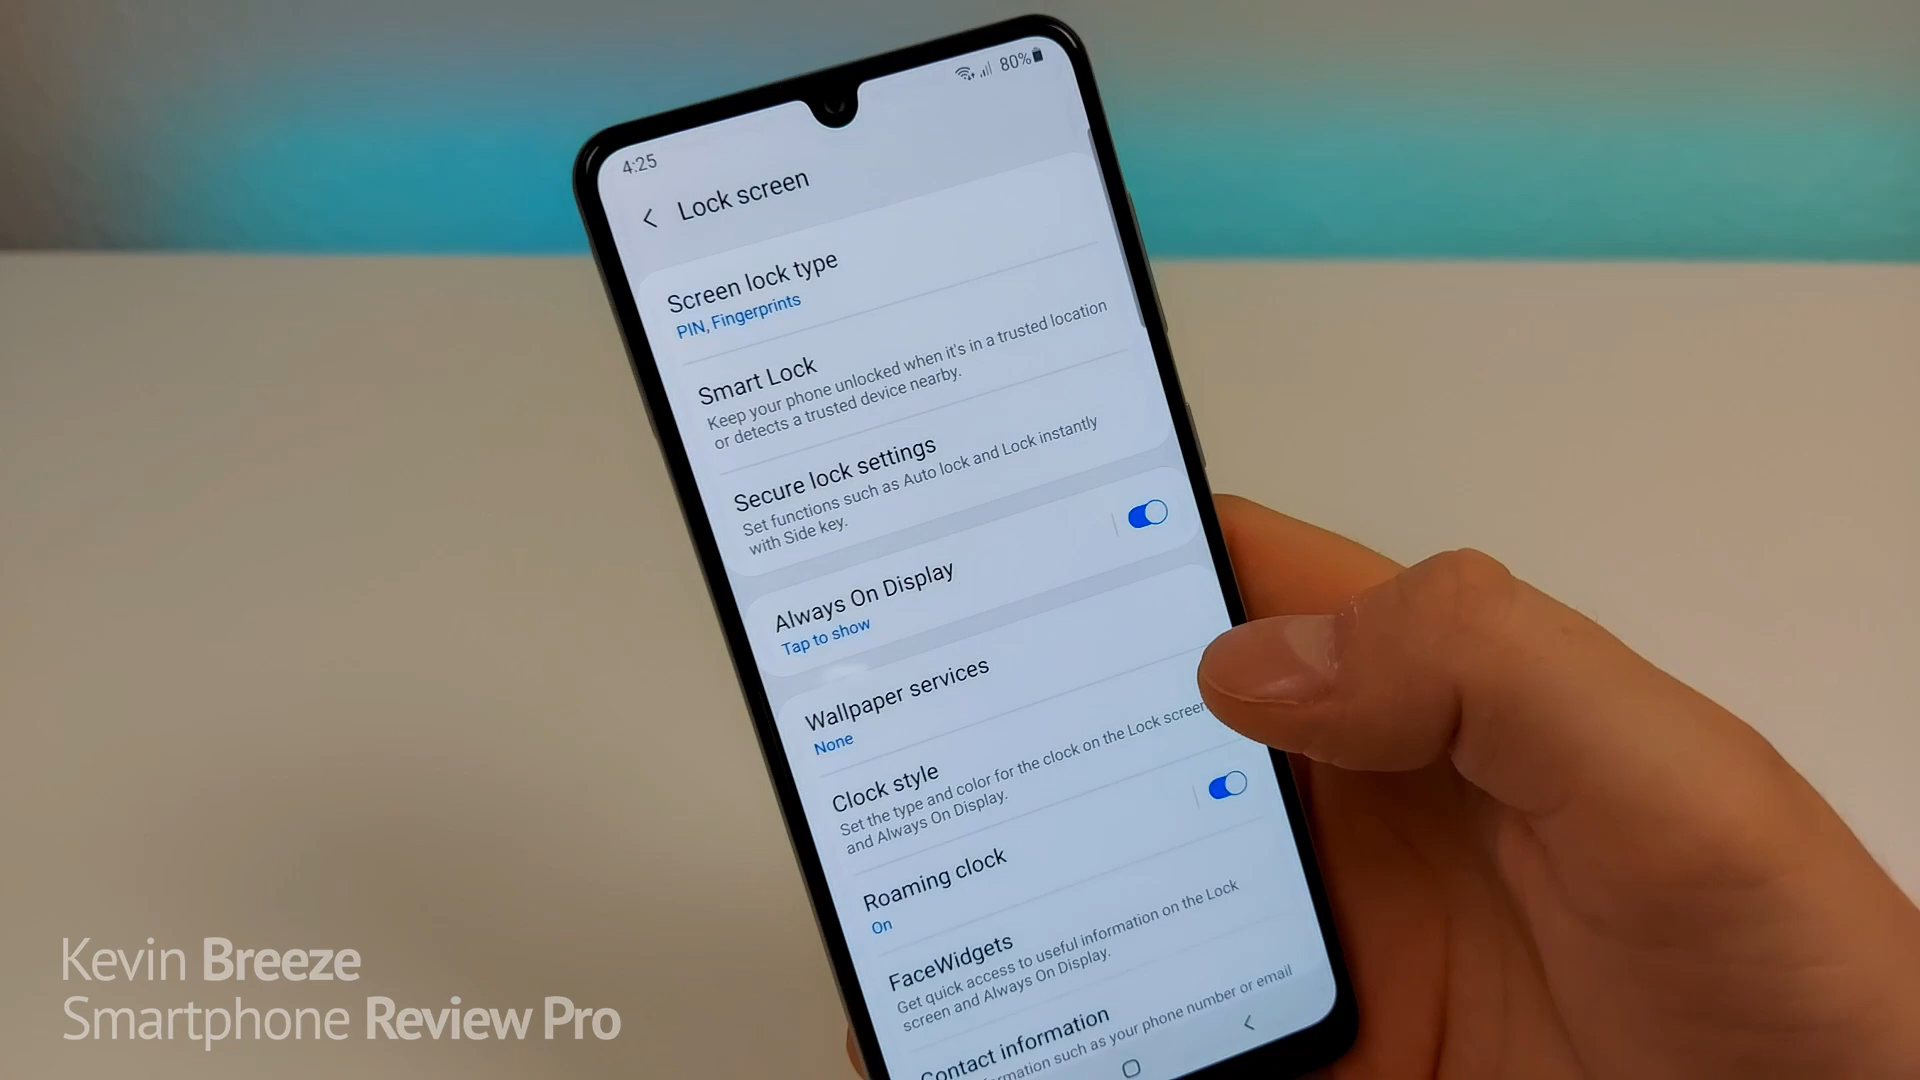 4:25
80%
Lock screen
Screen lock type
PIN, Fingerprints
Smart Lock
Keep your phone unlocked when it's in a trusted location
or detects a trusted device nearby.
Secure lock settings
Set functions such as Auto lock and Lock instantly
with Side key.
Always On Display
Tap to show
Wallpaper services
None
Clock style
Set the type and color for the clock on the Lock screen
and Always On Display.
Roaming clock
On
FaceWidgets
Get quick access to useful information on the Lock
screen and Always On Display.
Contact information
such as your phone number or email
Kevin Breeze
Smartphone Review Pro